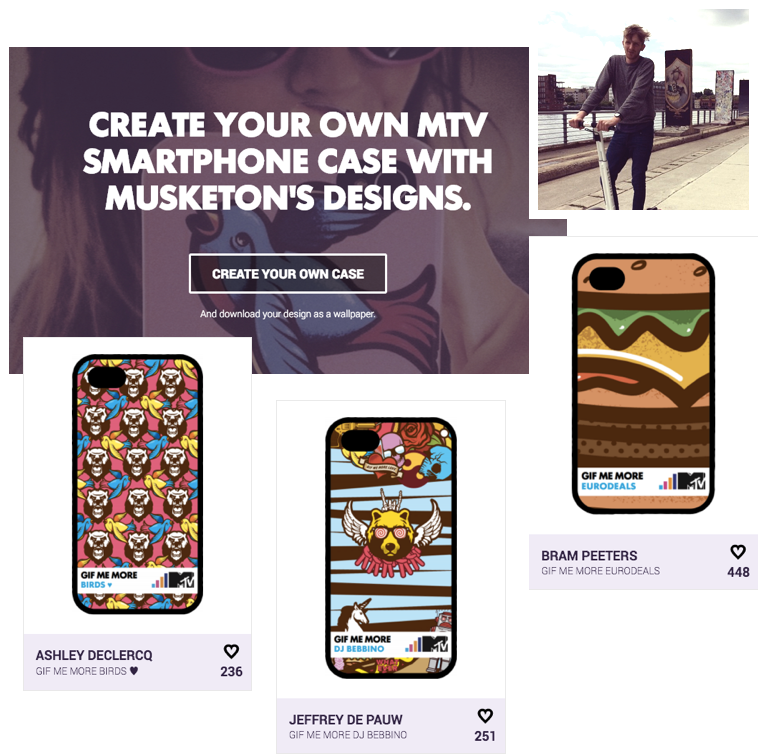 CREATE YOUR OWN MTV
SMARTPHONE CASE WITH
MUSKETON'S DESIGNS.
CREATE YOUR OWN CASE
And download your design as a wallpaper.
GIF ME MORE
EURODEALS
MTV
BRAM PEETERS
GIF ME MORE EURODEALS
448
GIF ME MORE
BIRDS ♥
MTV
ASHLEY DECLERCQ
GIF ME MORE BIRDS ♥
236
GIF ME MORE
DJ BEBBINO
MTV
JEFFREY DE PAUW
GIF ME MORE DJ BEBBINO
251